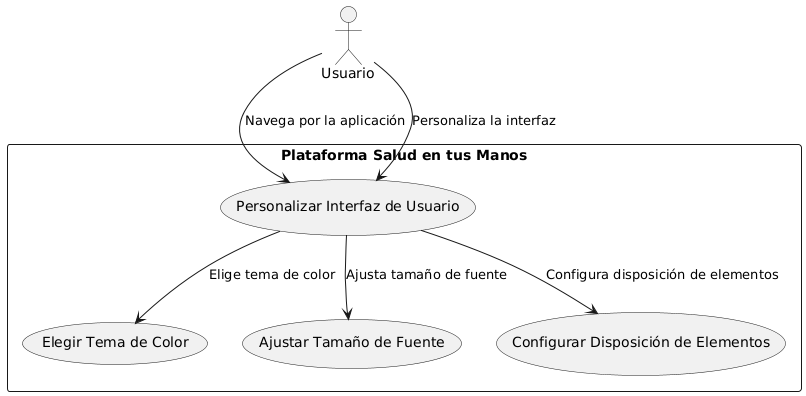 Usuario
Navega por la aplicación
Personaliza la interfaz
Plataforma Salud en tus Manos
Personalizar Interfaz de Usuario
Elige tema de color
Ajusta tamaño de fuente
Configura disposición de elementos
Elegir Tema de Color
Ajustar Tamaño de Fuente
Configurar Disposición de Elementos